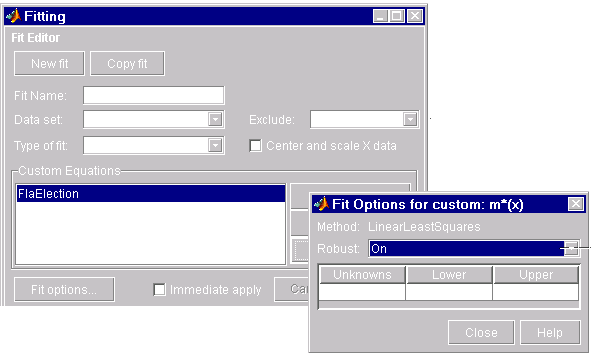 Fitting
Fit Editor
New fit
Copy fit
Fit Name:
Data set:
Exclude:
Type of fit:
Center and scale X data
Custom Equations
FlaElection
Fit options...
Immediate apply
Fit Options for custom: m*(x)
Method: LinearLeastSquares
Robust: On
Unknowns Lower Upper
Close
Help